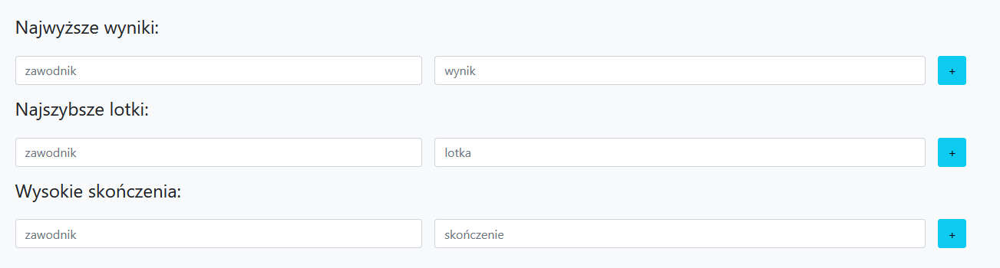 Najwyższe wyniki:
zawodnik wynik +
Najszybsze lotki:
zawodnik lotka +
Wysokie skończenia:
zawodnik skończenie +